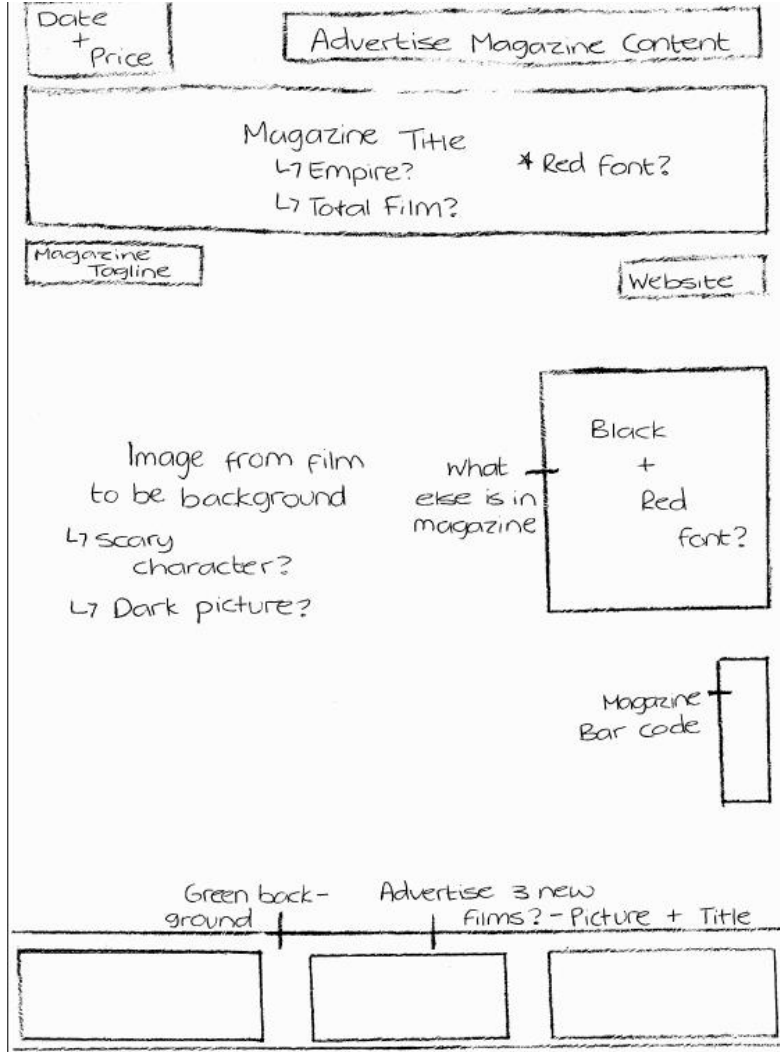 Date
+
Price
Advertise Magazine Content
Magazine Title
↳ Empire?
* Red font?
↳ Total Film?
Magazine
Tagline
Website
Image from film
to be background
↳ scary
character?
↳ Dark picture?
What
else is in
magazine
Black
+
Red
font?
Magazine
Bar code
Green back-
ground
Advertise 3 new
films? - Picture + Title